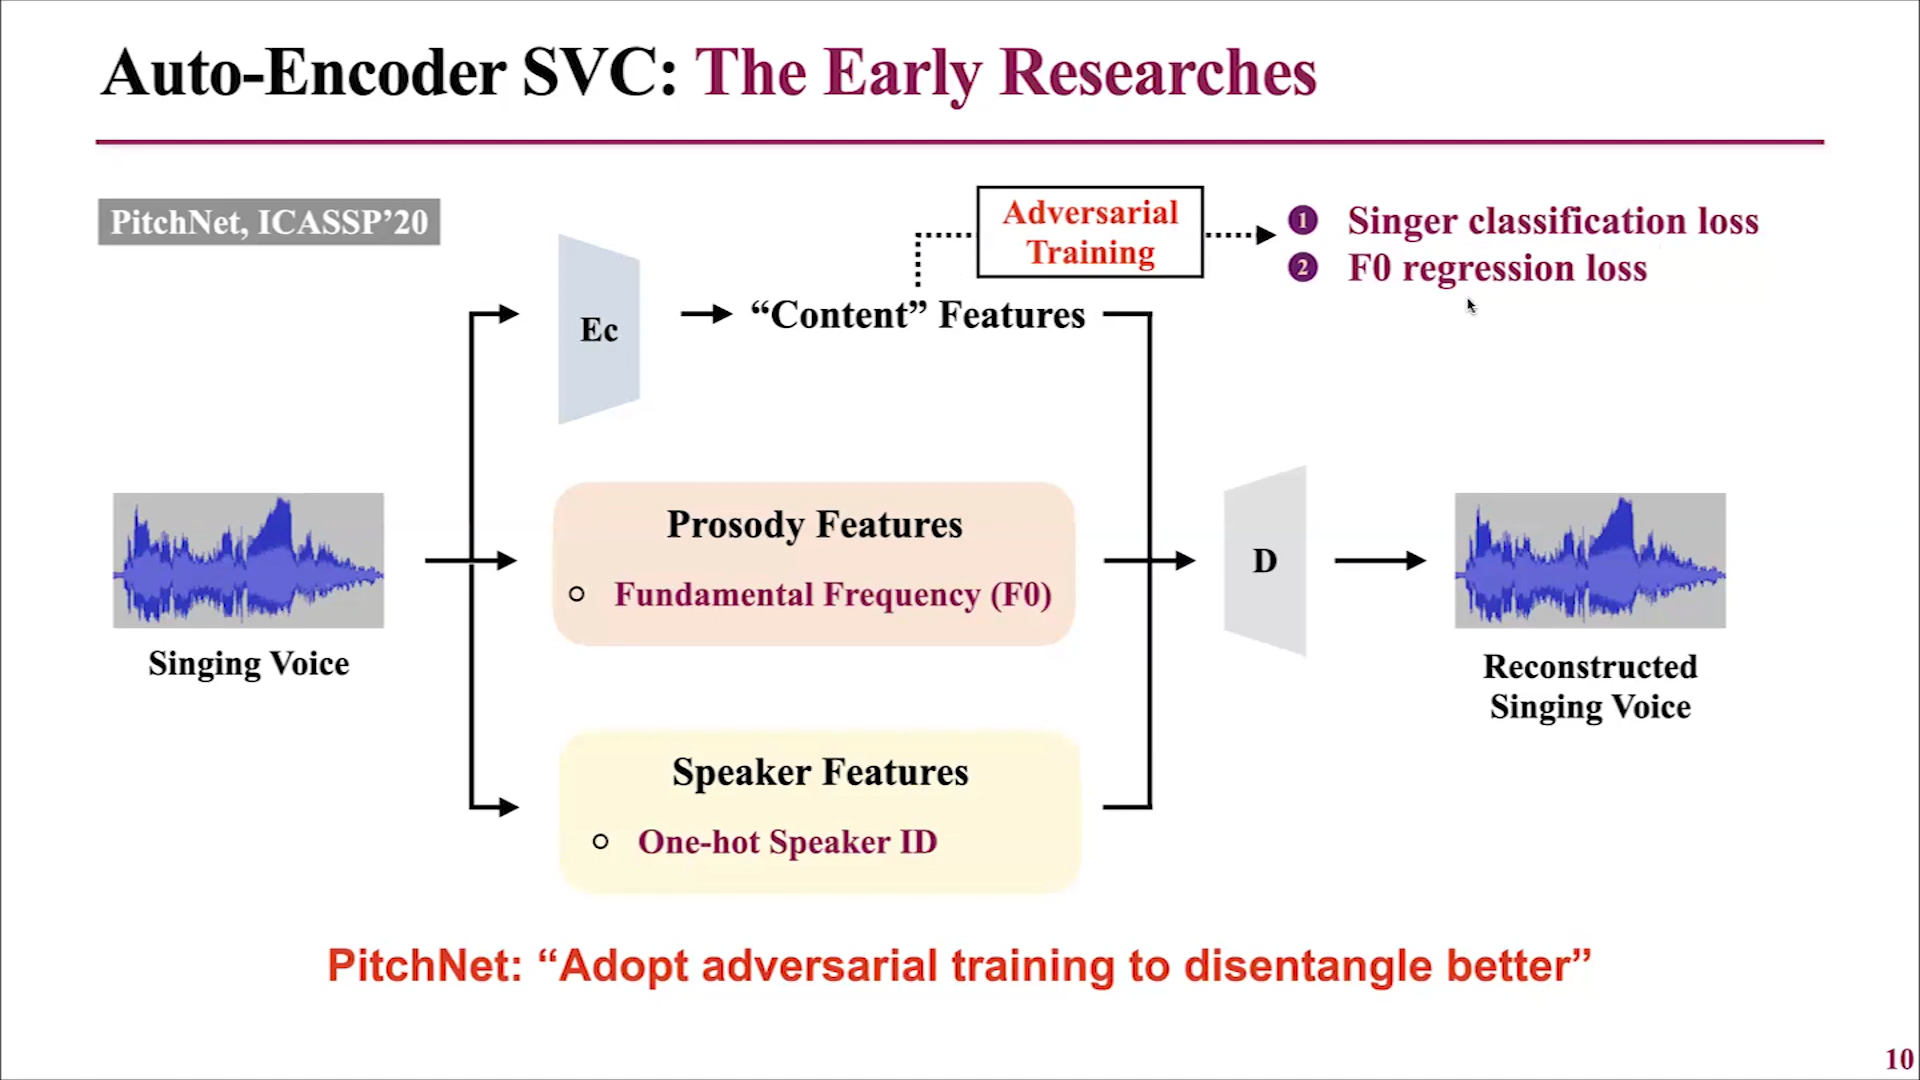 Auto-Encoder SVC: The Early Researches
PitchNet, ICASSP’20
Adversarial
Training
1 Singer classification loss
2 F0 regression loss
Ec
“Content” Features
Prosody Features
Fundamental Frequency (F0)
D
Singing Voice
Reconstructed
Singing Voice
Speaker Features
One-hot Speaker ID
PitchNet: “Adopt adversarial training to disentangle better”
10